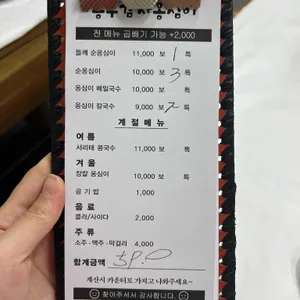 전 메뉴 곱빼기 가능 +2,000
들깨 순옹심이 11,000 보 1 특
순옹심이 10,000 보 3 특
옹심이 메밀국수 10,000 보 특
옹심이 칼국수 9,000 보 2 특
계 절 메 뉴
여 름
서리태 콩국수 11,000 보 특
겨 울
장칼 옹심이 10,000 보 특
공 기 밥 1,000
음 료
콜라/사이다 2,000
주 류
소주 · 맥주 · 막걸리 4,000
합계금액 59.0
계산시 카운터로 가지고 나와주세요~
찾아주셔서 감사합니다.